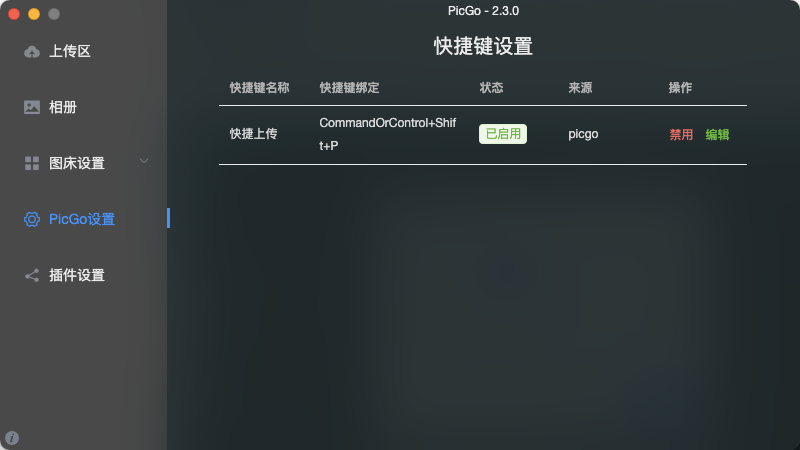 PicGo - 2.3.0
上传区
相册
图床设置
PicGo设置
插件设置
快捷键设置
快捷键名称 快捷键绑定 状态 来源 操作
快捷上传 CommandOrControl+Shif 已启用 picgo 禁用 编辑
t+P